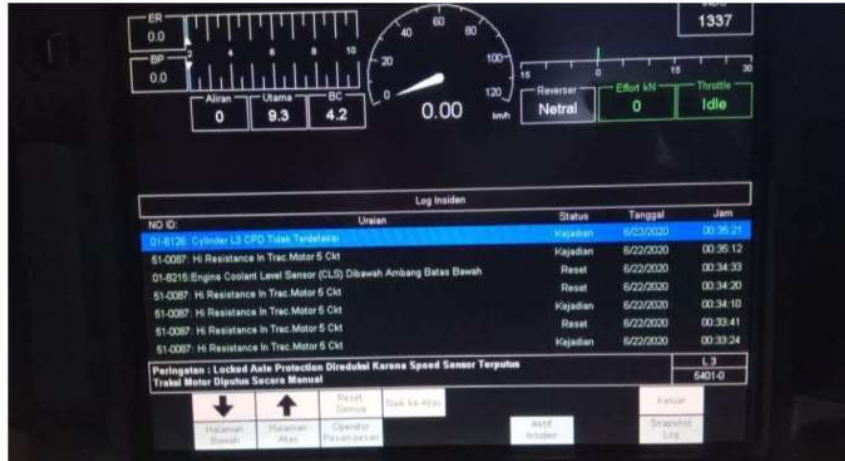 ER
0.0
2 4 6 8 10
BP
0.0
Aliran
0
Utama
9.3
BC
4.2
0 20 40 60 80 100 120
0.00 km/h
1337
15 0 15 30
Reverser
Netral
Effort kN
0
Throttle
Idle
Log Insiden
NO ID: Uraian Status Tanggal Jam
01-8126: Cylinder L3 CPD Tidak Terdeteksi Kejadian 6/22/2020 00:36:21
51-0087: Hi Resistance In Trac.Motor 5 Ckt Kejadian 6/22/2020 00:36:12
01-8215:Engine Coolant Level Sensor (CLS) Dibawah Ambang Batas Bawah Reset 6/22/2020 00:34:33
51-0087: Hi Resistance In Trac.Motor 5 Ckt Reset 6/22/2020 00:34:20
51-0087: Hi Resistance In Trac.Motor 5 Ckt Kejadian 6/22/2020 00:34:10
51-0087: Hi Resistance In Trac.Motor 5 Ckt Reset 6/22/2020 00:33:41
51-0087: Hi Resistance In Trac.Motor 5 Ckt Kejadian 6/22/2020 00:33:24
Peringatan : Locked Axle Protection Direduksi Karena Speed Sensor Terputus
Traksi Motor Diputus Secara Manual
L 3
5401-0
Reset Semua
Naik ke Atas
Keluar
Halaman Bawah
Halaman Atas
Operator Pesan-pesan
Aktif Insiden
Snapshot Log